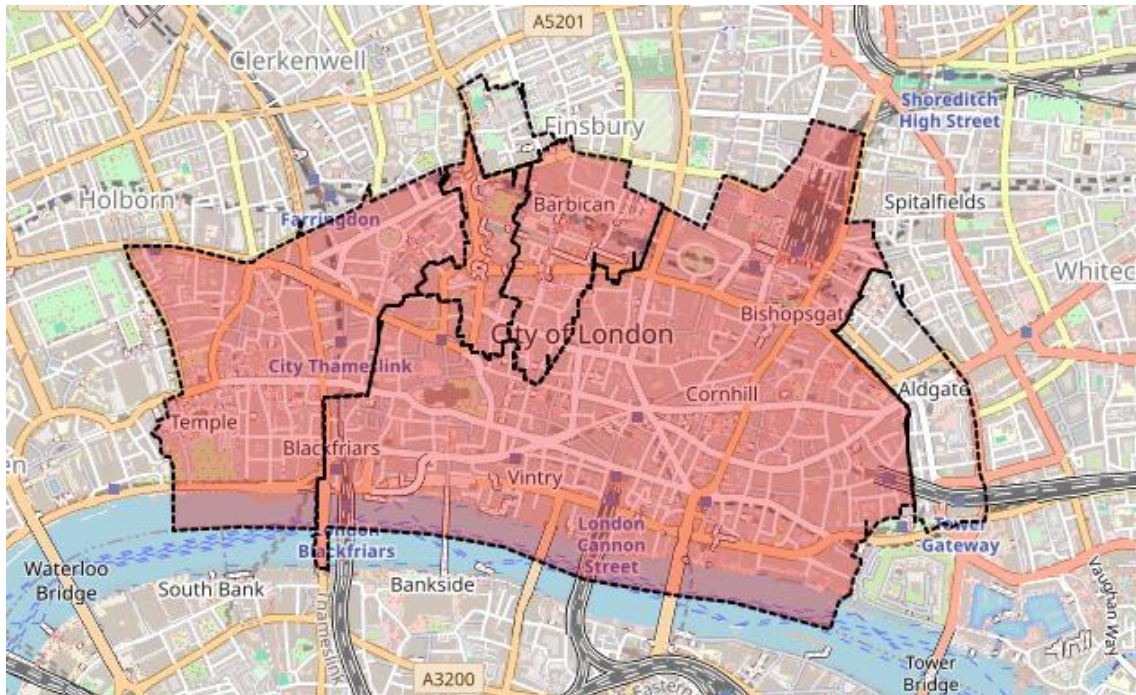 A5201
Clerkenwell
Shoreditch
High Street
Finsbury
Holborn
Barbican
Spitalfields
Farringdon
Whitec
Bishopsgate
City of London
City Thameslink
Cornhill
Aldgate
Temple
Blackfriars
en
Vintry
London
Cannon
Street
London
Blackfriars
Tower
Gateway
Waterloo
Bridge
South Bank
Bankside
Thameslink
Vaughan Way
A3200
Eastern
Tower
Bridge